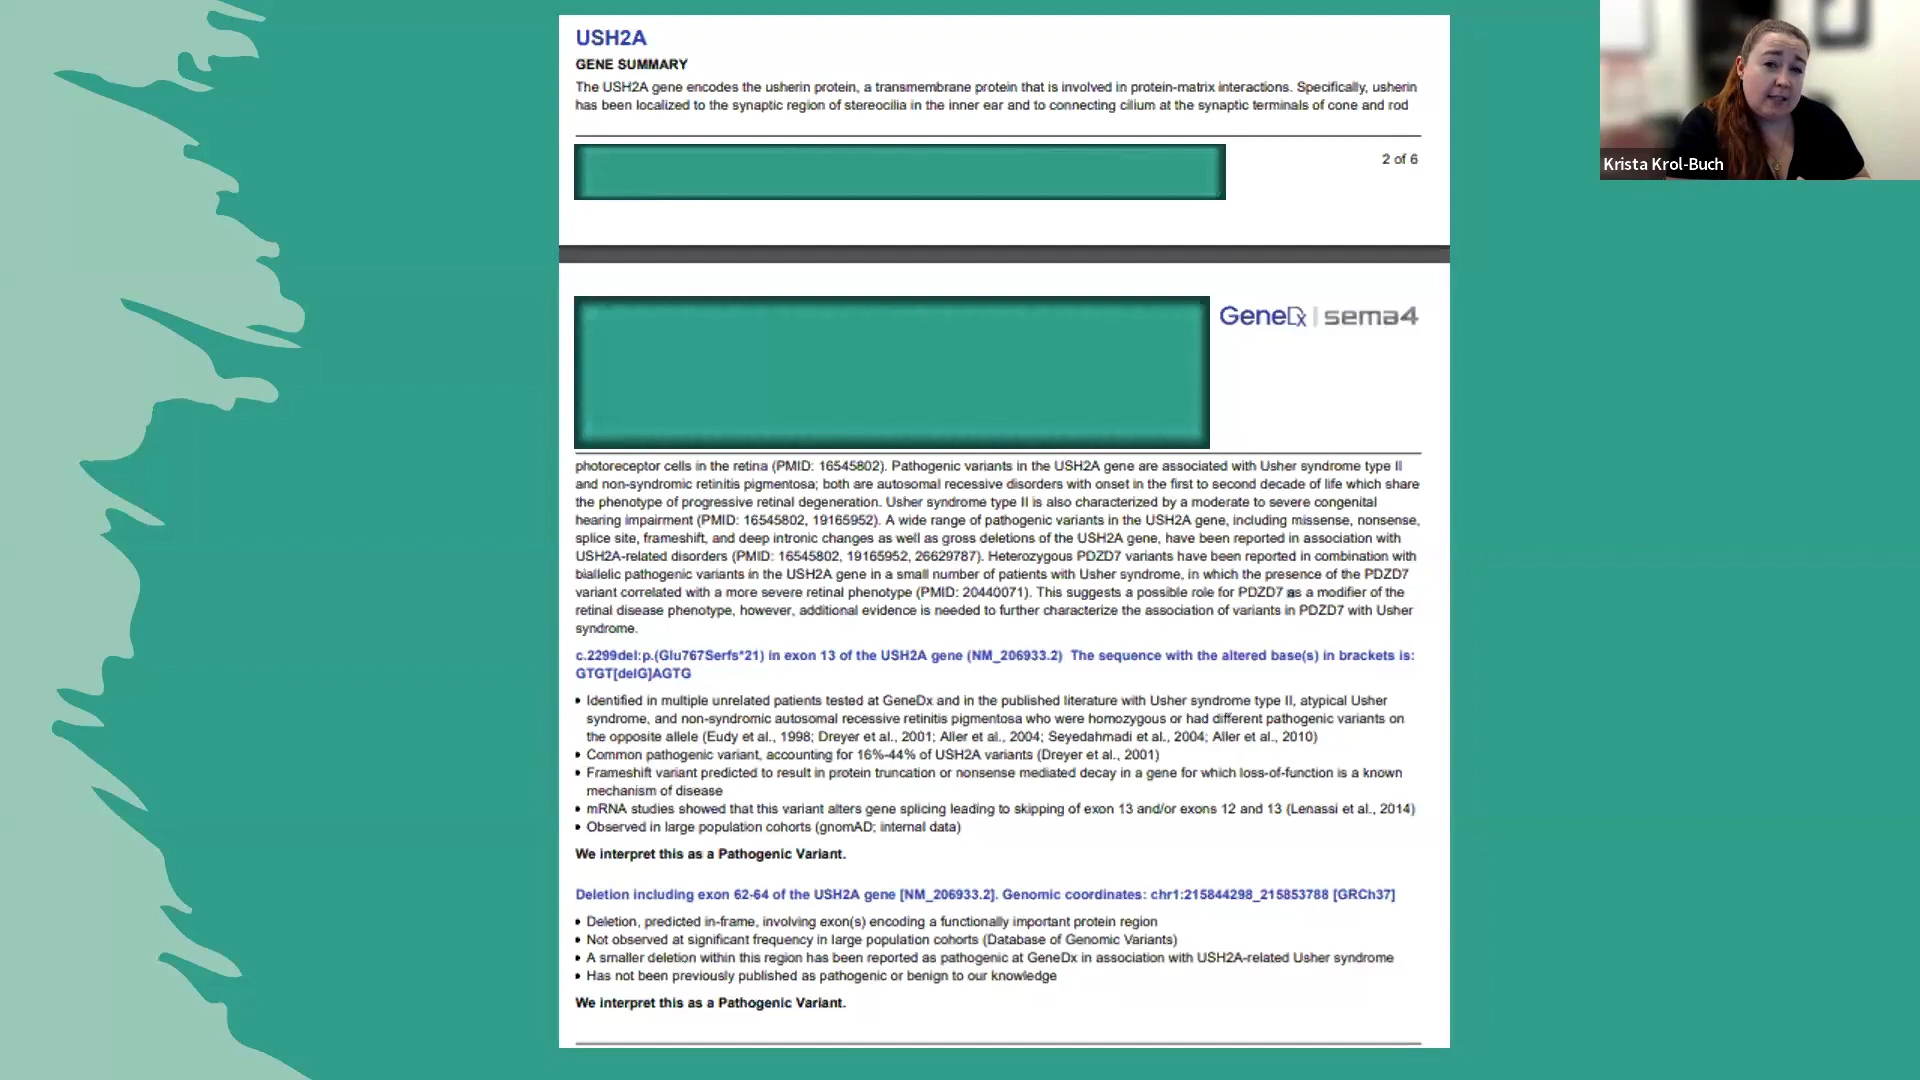 USH2A
GENE SUMMARY
The USH2A gene encodes the usherin protein, a transmembrane protein that is involved in protein-matrix interactions. Specifically, usherin
has been localized to the synaptic region of stereocilia in the inner ear and to connecting cilium at the synaptic terminals of cone and rod
2 of 6
GeneDx | sema4
photoreceptor cells in the retina (PMID: 16545802). Pathogenic variants in the USH2A gene are associated with Usher syndrome type II
and non-syndromic retinitis pigmentosa; both are autosomal recessive disorders with onset in the first to second decade of life which share
the phenotype of progressive retinal degeneration. Usher syndrome type II is also characterized by a moderate to severe congenital
hearing impairment (PMID: 16545802, 19165952). A wide range of pathogenic variants in the USH2A gene, including missense, nonsense,
splice site, frameshift, and deep intronic changes as well as gross deletions of the USH2A gene, have been reported in association with
USH2A-related disorders (PMID: 16545802, 19165952, 26629787). Heterozygous PDZD7 variants have been reported in combination with
biallelic pathogenic variants in the USH2A gene in a small number of patients with Usher syndrome, in which the presence of the PDZD7
variant correlated with a more severe retinal phenotype (PMID: 20440071). This suggests a possible role for PDZD7 as a modifier of the
retinal disease phenotype, however, additional evidence is needed to further characterize the association of variants in PDZD7 with Usher
syndrome.
c.2299del:p.(Glu767Serfs*21) in exon 13 of the USH2A gene (NM_206933.2) The sequence with the altered base(s) in brackets is:
GTGT[delG]AGTG
• Identified in multiple unrelated patients tested at GeneDx and in the published literature with Usher syndrome type II, atypical Usher
syndrome, and non-syndromic autosomal recessive retinitis pigmentosa who were homozygous or had different pathogenic variants on
the opposite allele (Eudy et al., 1998; Dreyer et al., 2001; Aller et al., 2004; Seyedahmadi et al., 2004; Aller et al., 2010)
• Common pathogenic variant, accounting for 16%-44% of USH2A variants (Dreyer et al., 2001)
• Frameshift variant predicted to result in protein truncation or nonsense mediated decay in a gene for which loss-of-function is a known
mechanism of disease
• mRNA studies showed that this variant alters gene splicing leading to skipping of exon 13 and/or exons 12 and 13 (Lenassi et al., 2014)
• Observed in large population cohorts (gnomAD; internal data)
We interpret this as a Pathogenic Variant.
Deletion including exon 62-64 of the USH2A gene [NM_206933.2]. Genomic coordinates: chr1:215844298_215853788 [GRCh37]
• Deletion, predicted in-frame, involving exon(s) encoding a functionally important protein region
• Not observed at significant frequency in large population cohorts (Database of Genomic Variants)
• A smaller deletion within this region has been reported as pathogenic at GeneDx in association with USH2A-related Usher syndrome
• Has not been previously published as pathogenic or benign to our knowledge
We interpret this as a Pathogenic Variant.
Krista Krol-Buch